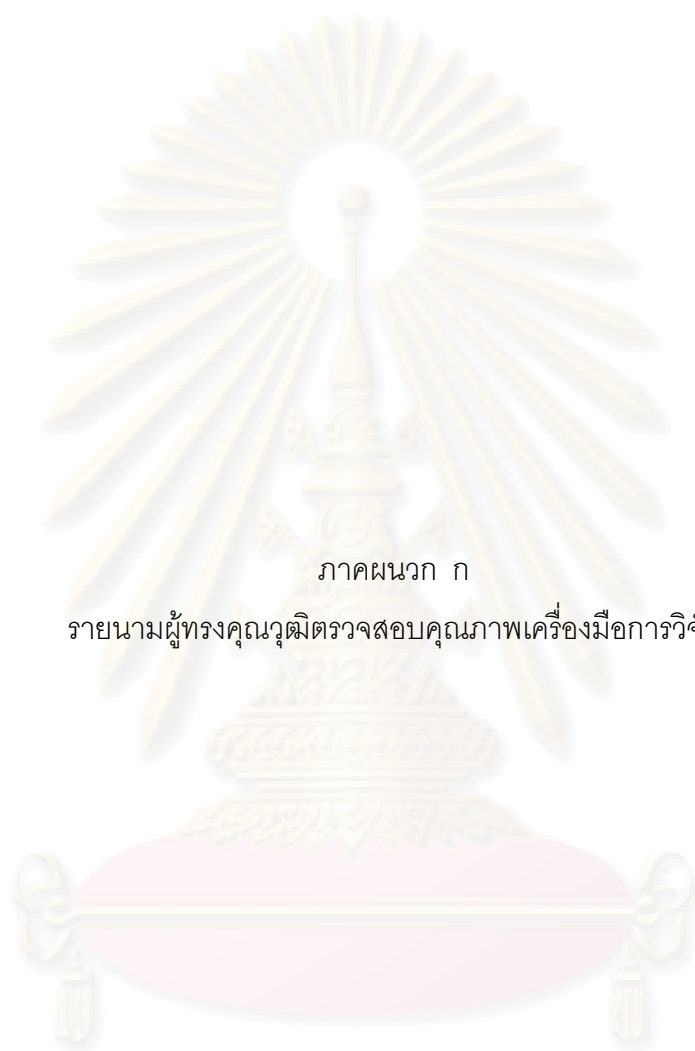 ภาคผนวก ก
รายนามผู้ทรงคุณวุฒิตรวจสอบคุณภาพเครื่องมือการวิจ